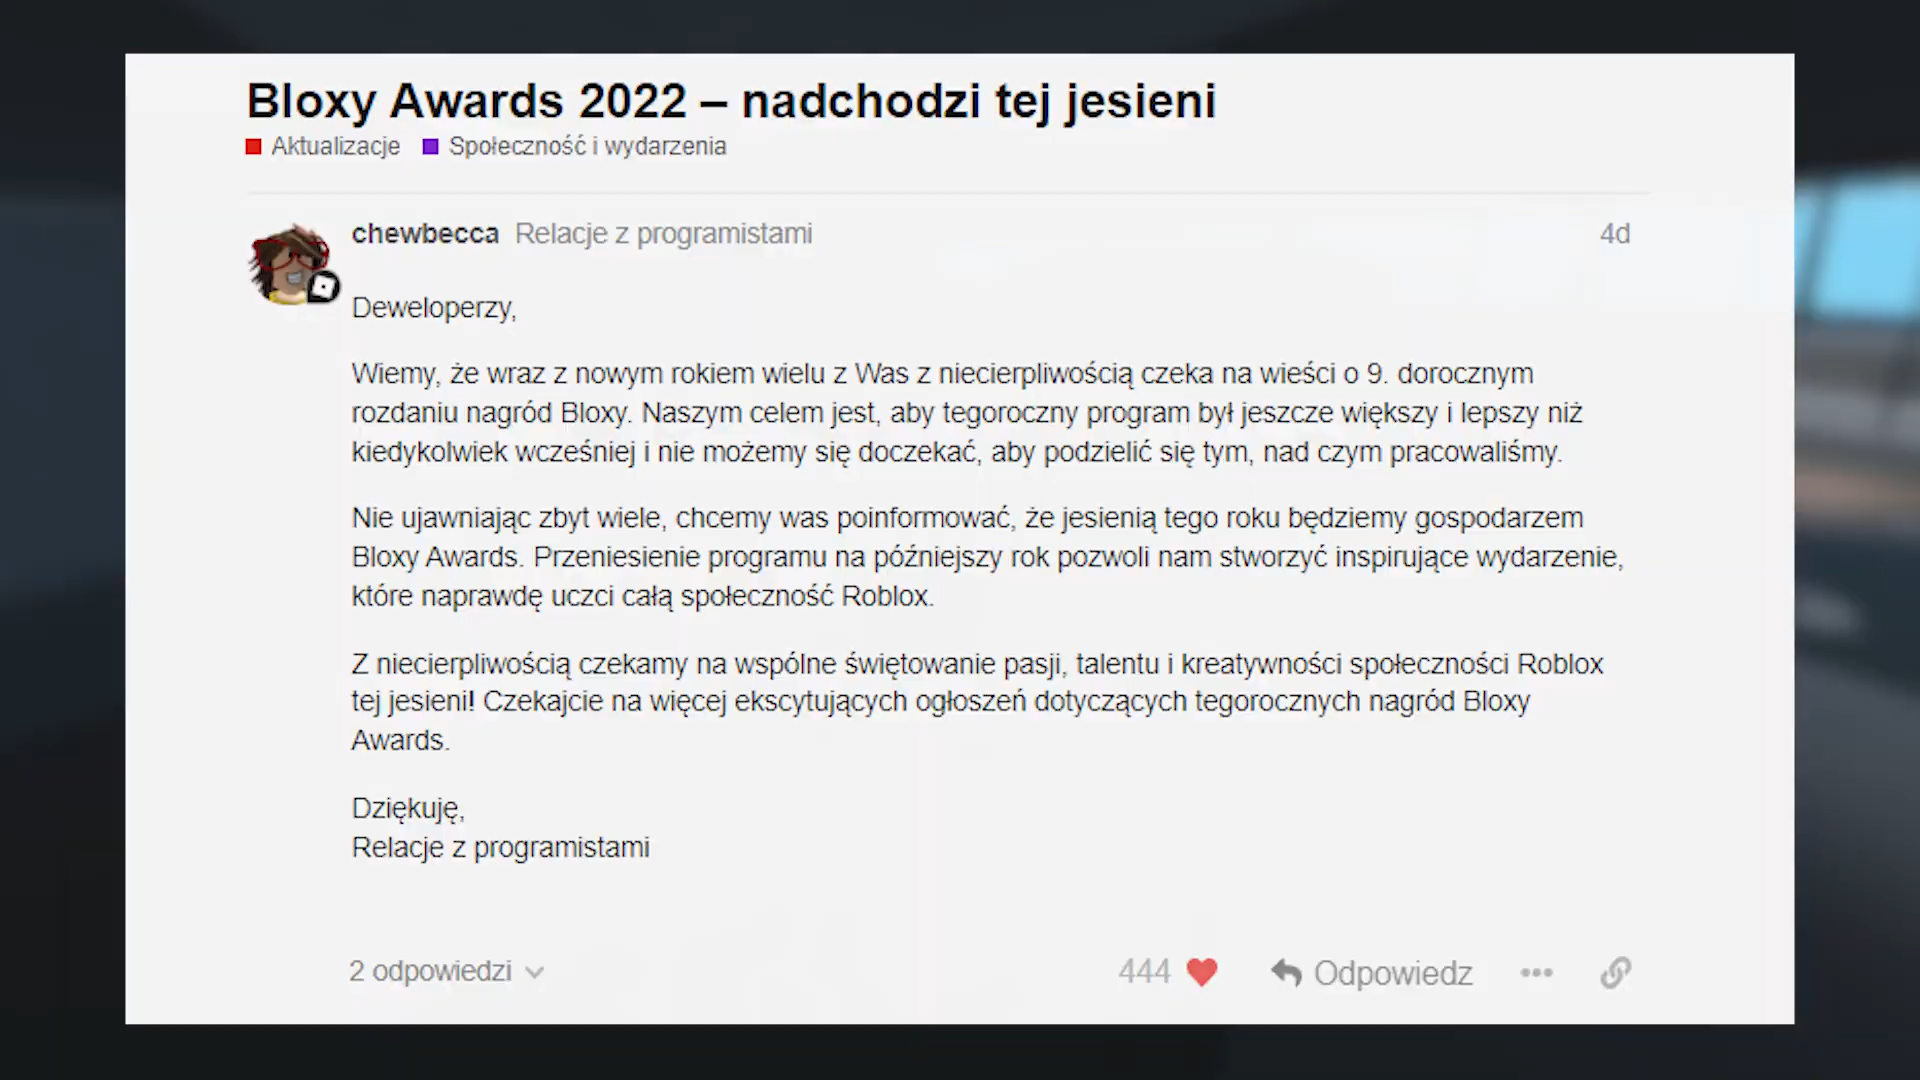 Bloxy Awards 2022 – nadchodzi tej jesieni
Aktualizacje Społeczność i wydarzenia
chewbecca Relacje z programistami 4d
Deweloperzy,
Wiemy, że wraz z nowym rokiem wielu z Was z niecierpliwością czeka na wieści o 9. dorocznym
rozdaniu nagród Bloxy. Naszym celem jest, aby tegoroczny program był jeszcze większy i lepszy niż
kiedykolwiek wcześniej i nie możemy się doczekać, aby podzielić się tym, nad czym pracowaliśmy.
Nie ujawniając zbyt wiele, chcemy was poinformować, że jesienią tego roku będziemy gospodarzem
Bloxy Awards. Przeniesienie programu na późniejszy rok pozwoli nam stworzyć inspirujące wydarzenie,
które naprawdę uczci całą społeczność Roblox.
Z niecierpliwością czekamy na wspólne świętowanie pasji, talentu i kreatywności społeczności Roblox
tej jesieni! Czekajcie na więcej ekscytujących ogłoszeń dotyczących tegorocznych nagród Bloxy
Awards.
Dziękuję,
Relacje z programistami
2 odpowiedzi 444 Odpowiedz